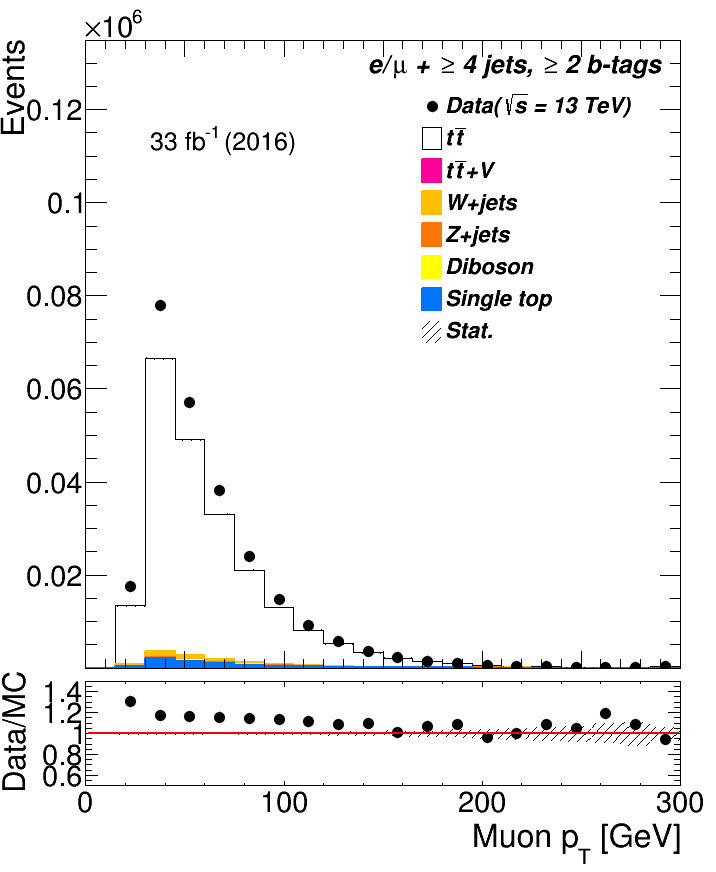 ×10⁶
Events
e/μ + ≥ 4 jets, ≥ 2 b-tags
33 fb⁻¹ (2016)
Data(√s = 13 TeV)
tt̅
tt̅+V
W+jets
Z+jets
Diboson
Single top
Stat.
0.12
0.1
0.08
0.06
0.04
0.02
Data/MC
1.4
1.2
1
0.8
0.6
0 100 200 300
Muon p_T [GeV]